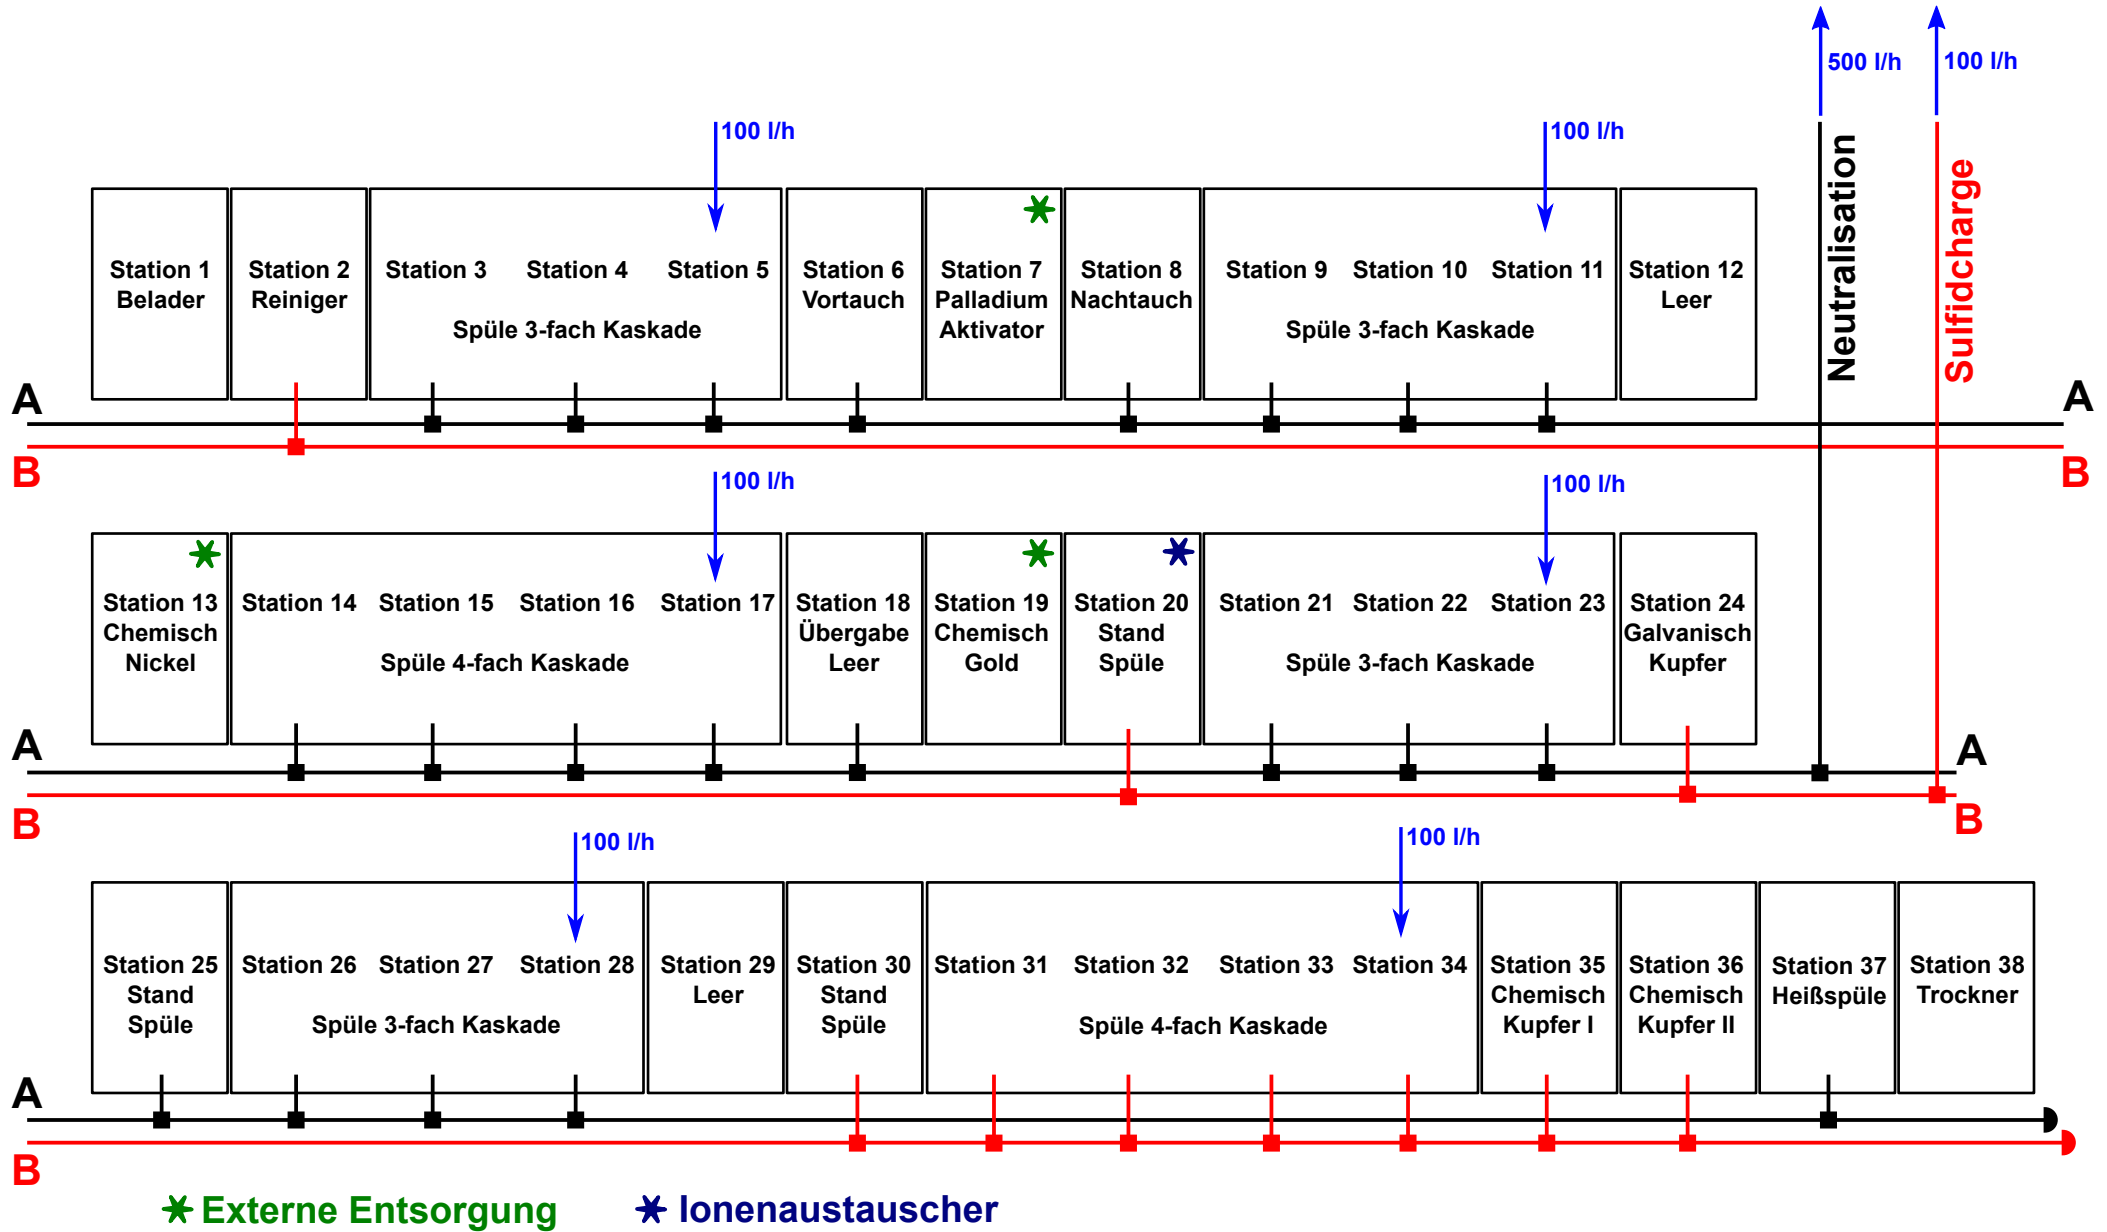 500 l/h
100 l/h
100 l/h
100 l/h
Neutralisation
Sulfidcharge
Station 1
Belader
Station 2
Reiniger
Station 3 Station 4 Station 5
Spüle 3-fach Kaskade
Station 6
Vortauch
Station 7
Palladium
Aktivator
Station 8
Nachtauch
Station 9 Station 10 Station 11
Spüle 3-fach Kaskade
Station 12
Leer
A
A
B
B
100 l/h
100 l/h
Station 13
Chemisch
Nickel
Station 14 Station 15 Station 16 Station 17
Spüle 4-fach Kaskade
Station 18
Übergabe
Leer
Station 19
Chemisch
Gold
Station 20
Stand
Spüle
Station 21 Station 22 Station 23
Spüle 3-fach Kaskade
Station 24
Galvanisch
Kupfer
A
A
B
B
100 l/h
100 l/h
Station 25
Stand
Spüle
Station 26 Station 27 Station 28
Spüle 3-fach Kaskade
Station 29
Leer
Station 30
Stand
Spüle
Station 31 Station 32 Station 33 Station 34
Spüle 4-fach Kaskade
Station 35
Chemisch
Kupfer I
Station 36
Chemisch
Kupfer II
Station 37
Heißspüle
Station 38
Trockner
A
B
Externe Entsorgung
Ionenaustauscher